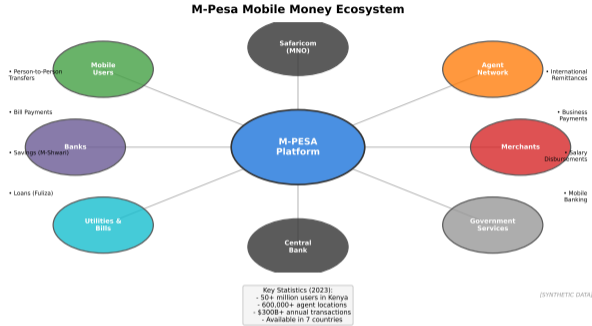 M-Pesa Mobile Money Ecosystem
Safaricom
(MNO)
Mobile
Users
Agent
Network
• Person-to-Person
Transfers
• International
Remittances
• Bill Payments
• Business
Payments
Banks
M-PESA
Platform
Merchants
• Savings (M-Shwari)
• Salary
Disbursements
• Loans (Fuliza)
• Mobile
Banking
Utilities &
Bills
Government
Services
Central
Bank
Key Statistics (2023):
- 50+ million users in Kenya
- 600,000+ agent locations
- $300B+ annual transactions
- Available in 7 countries
[SYNTHETIC DATA]